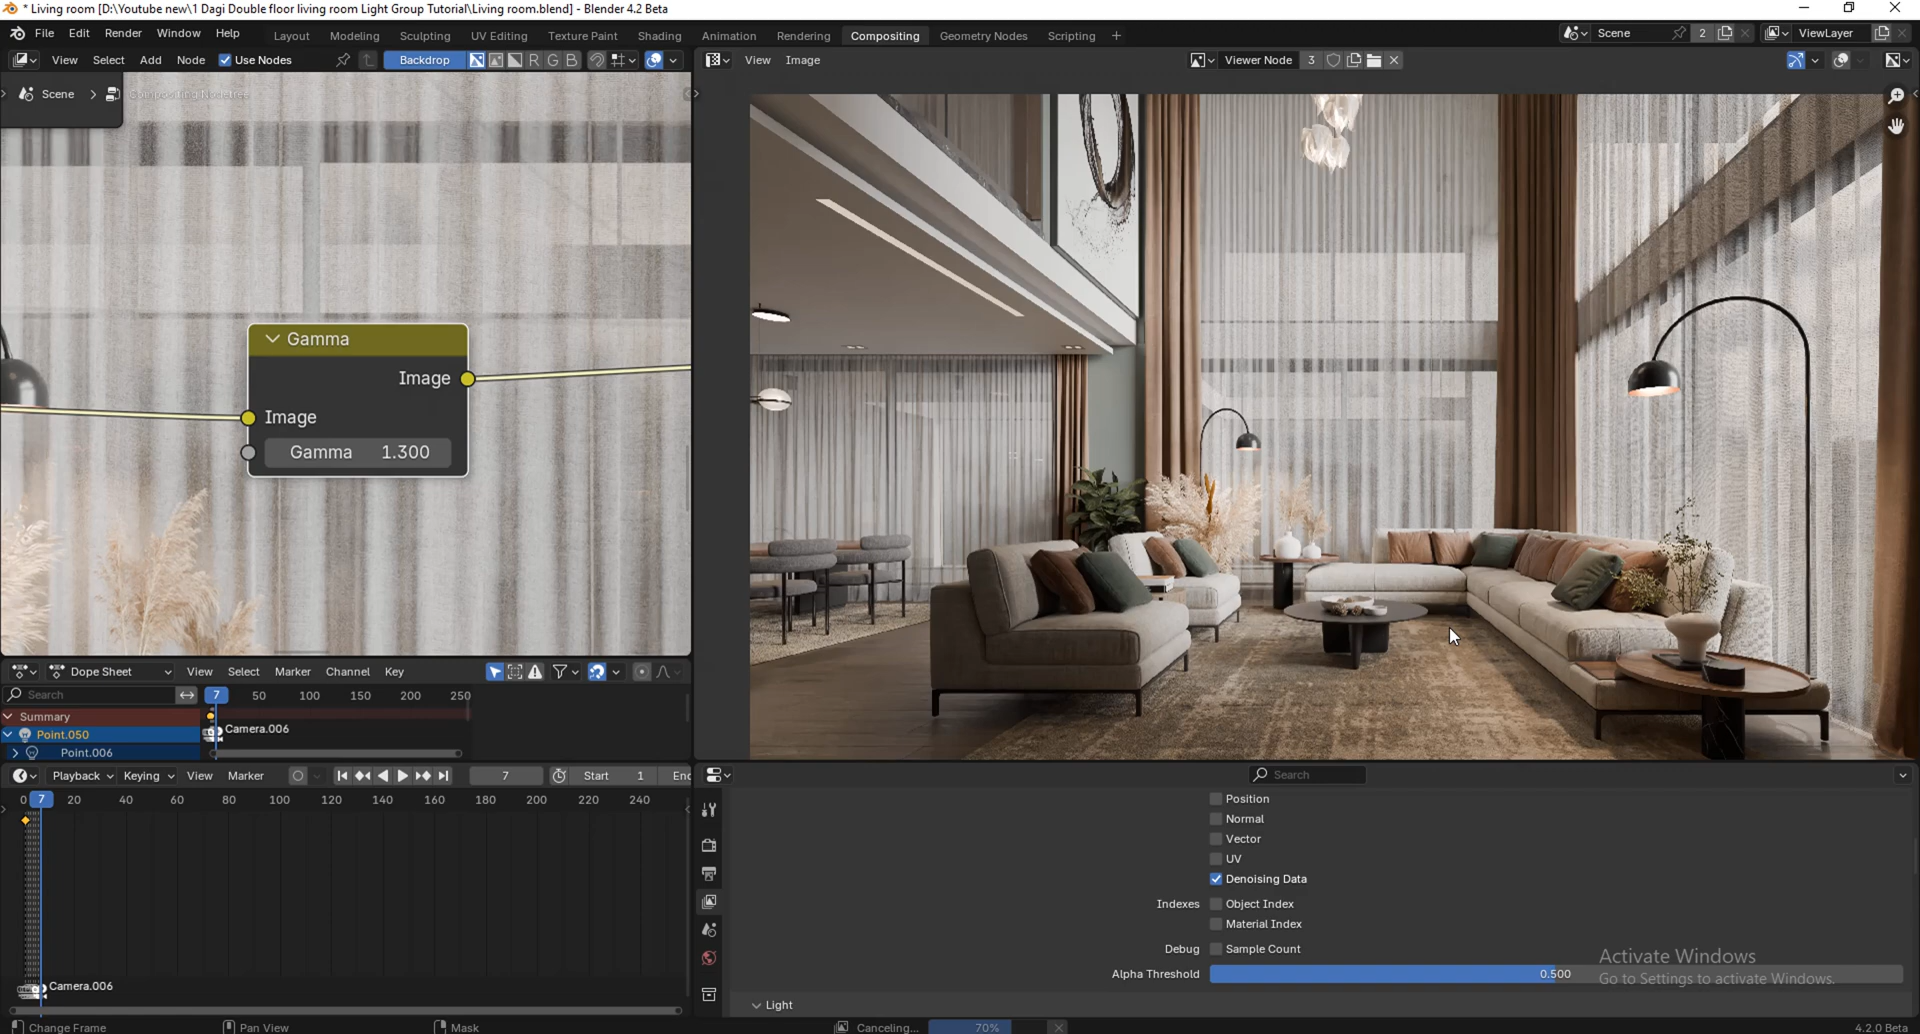 * Living room [D:\Youtube new\1 Dagi Double floor living room Light Group Tutorial\Living room.blend] - Blender 4.2 Beta
File Edit Render Window Help Layout Modeling Sculpting UV Editing Texture Paint Shading Animation Rendering Compositing Geometry Nodes Scripting + Scene 2 ViewLayer
View Select Add Node Use Nodes Backdrop R G B View Image Viewer Node 3
Scene > Compositing Nodetree
Gamma
Image
Image
Gamma 1.300
Dope Sheet View Select Marker Channel Key
Search 7 50 100 150 200 250
Summary
Point.050 Camera.006
Point.006
Playback Keying View Marker 7 Start 1 End
0 7 20 40 60 80 100 120 140 160 180 200 220 240
Camera.006
Search
Position
Normal
Vector
UV
Denoising Data
Indexes Object Index
Material Index
Debug Sample Count
Alpha Threshold 0.500
Light
Activate Windows
Go to Settings to activate Windows.
Change Frame Pan View Mask Canceling... 70% 4.2.0 Beta